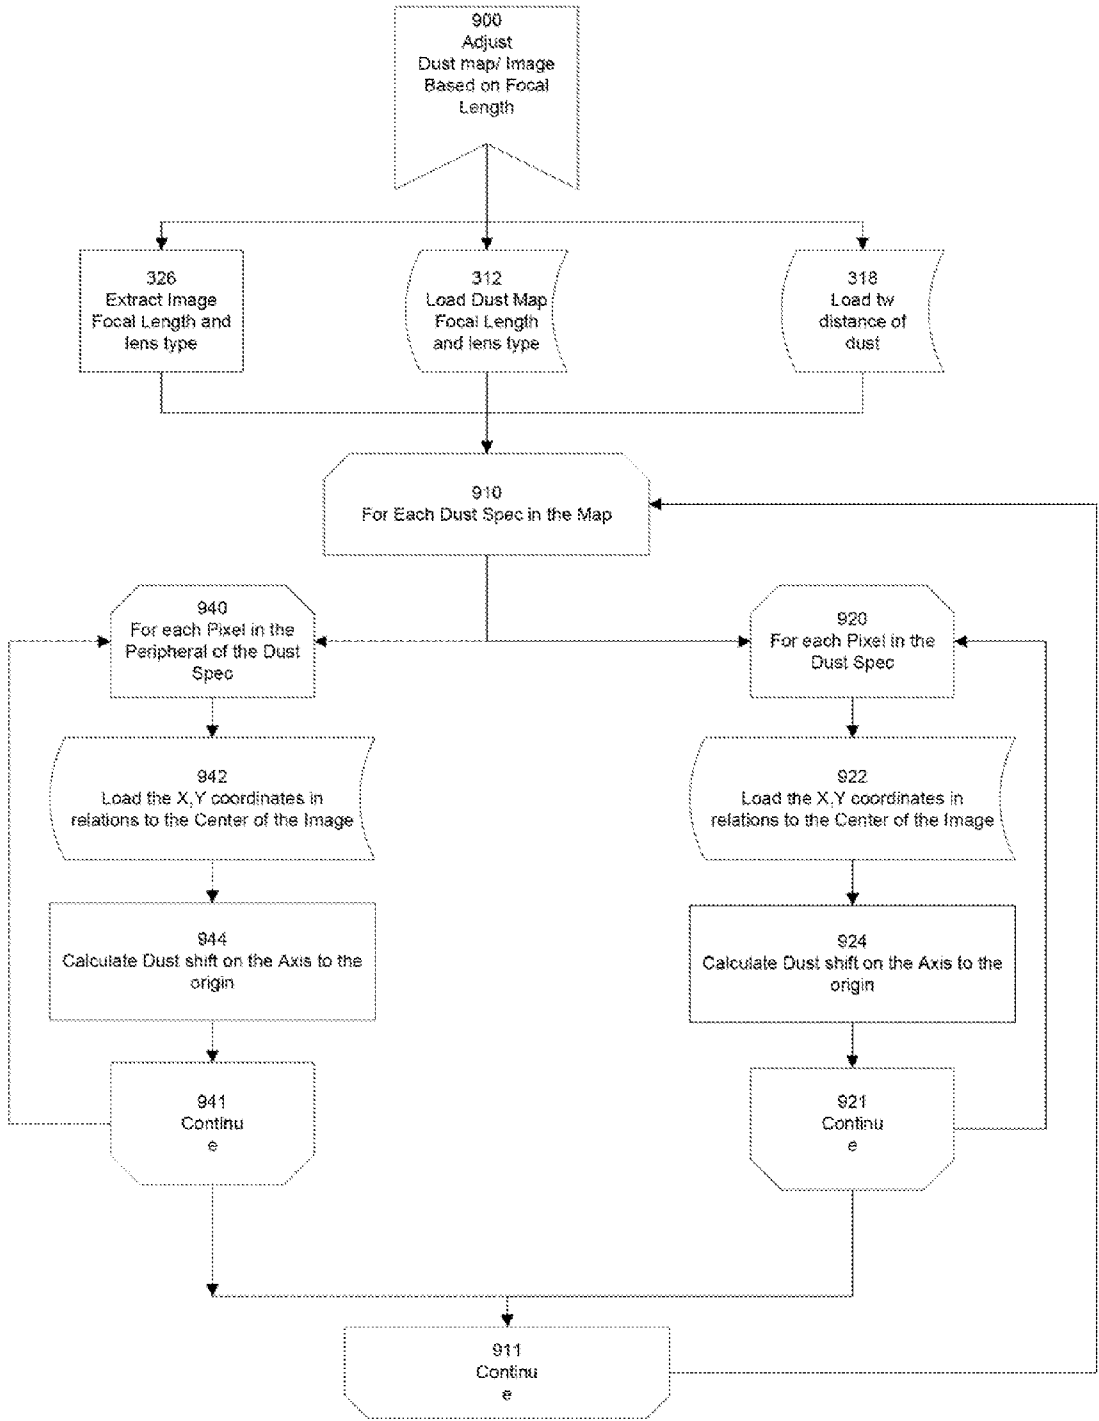 900
Adjust
Dust map/ Image
Based on Focal
Length
326
Extract Image
Focal Length and
lens type
312
Load Dust Map
Focal Length
and lens type
318
Load tw
distance of
dust
910
For Each Dust Spec in the Map
940
For each Pixel in the
Peripheral of the Dust
Spec
920
For each Pixel in the
Dust Spec
942
Load the X,Y coordinates in
relations to the Center of the Image
922
Load the X,Y coordinates in
relations to the Center of the Image
944
Calculate Dust shift on the Axis to the
origin
924
Calculate Dust shift on the Axis to the
origin
941
Continu
e
921
Continu
e
911
Continu
e